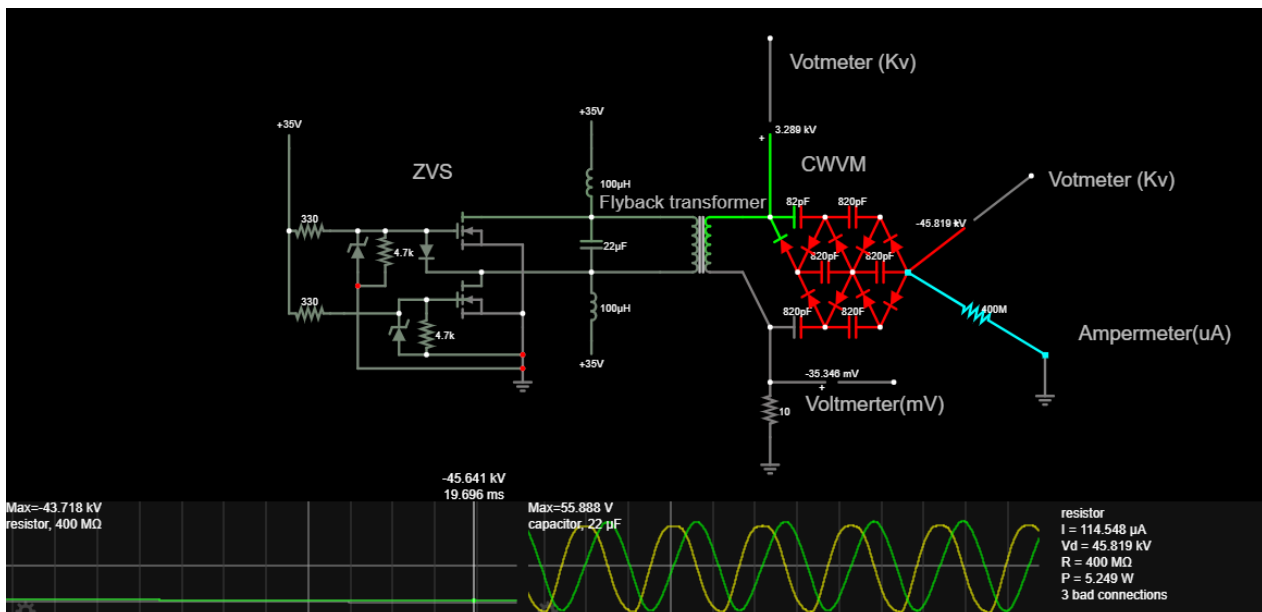 Votmeter (Kv)
+35V
+35V
3.289 kV
+
ZVS
CWVM
100µH
Flyback transformer
Votmeter (Kv)
82pF
820pF
330
-45.819 kV
22µF
4.7k
820pF
820pF
330
100µH
400M
4.7k
820pF
820F
Ampermeter(uA)
+35V
-35.346 mV
+
Voltmerter(mV)
10
-45.641 kV
19.696 ms
Max=-43.718 kV
resistor, 400 MΩ
Max=55.888 V
capacitor, 22 µF
resistor
I = 114.548 µA
Vd = 45.819 kV
R = 400 MΩ
P = 5.249 W
3 bad connections